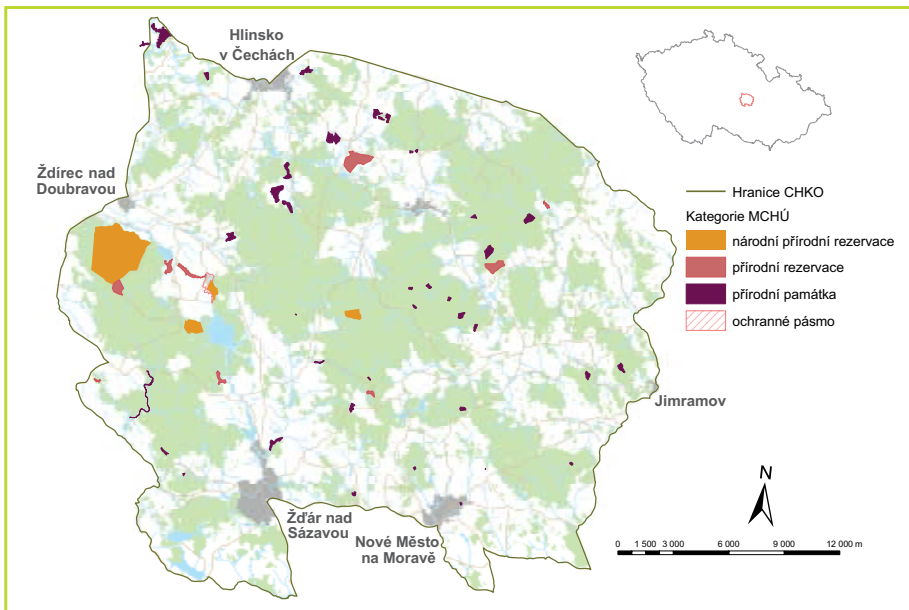 Hlinsko
v Čechách
Ždírec nad
Doubravou
Hranice CHKO
Kategorie MCHÚ
národní přírodní rezervace
přírodní rezervace
přírodní památka
ochranné pásmo
Jimramov
N
Žďár nad
Sázavou
Nové Město
na Moravě
0 1 500 3 000 6 000 9 000 12 000 m